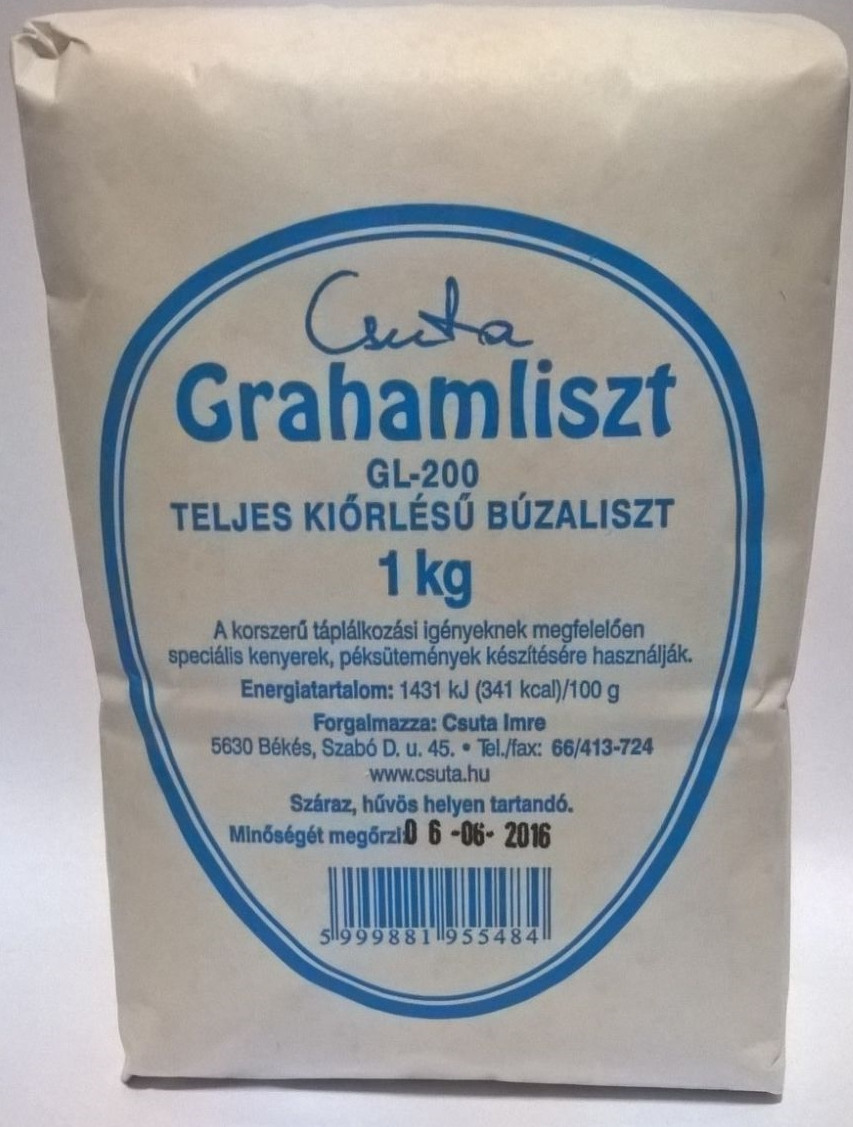 Csuta
Grahamliszt
GL-200
TELJES KIŐRLÉSŰ BÚZALISZT
1 kg
A korszerű táplálkozási igényeknek megfelelően
speciális kenyerek, péksütemények készítésére használják.
Energiatartalom: 1431 kJ (341 kcal)/100 g
Forgalmazza: Csuta Imre
5630 Békés, Szabó D. u. 45. • Tel./fax: 66/413-724
www.csuta.hu
Száraz, hűvös helyen tartandó.
Minőségét megőrzi: 06-06-2016
5 999881 955484